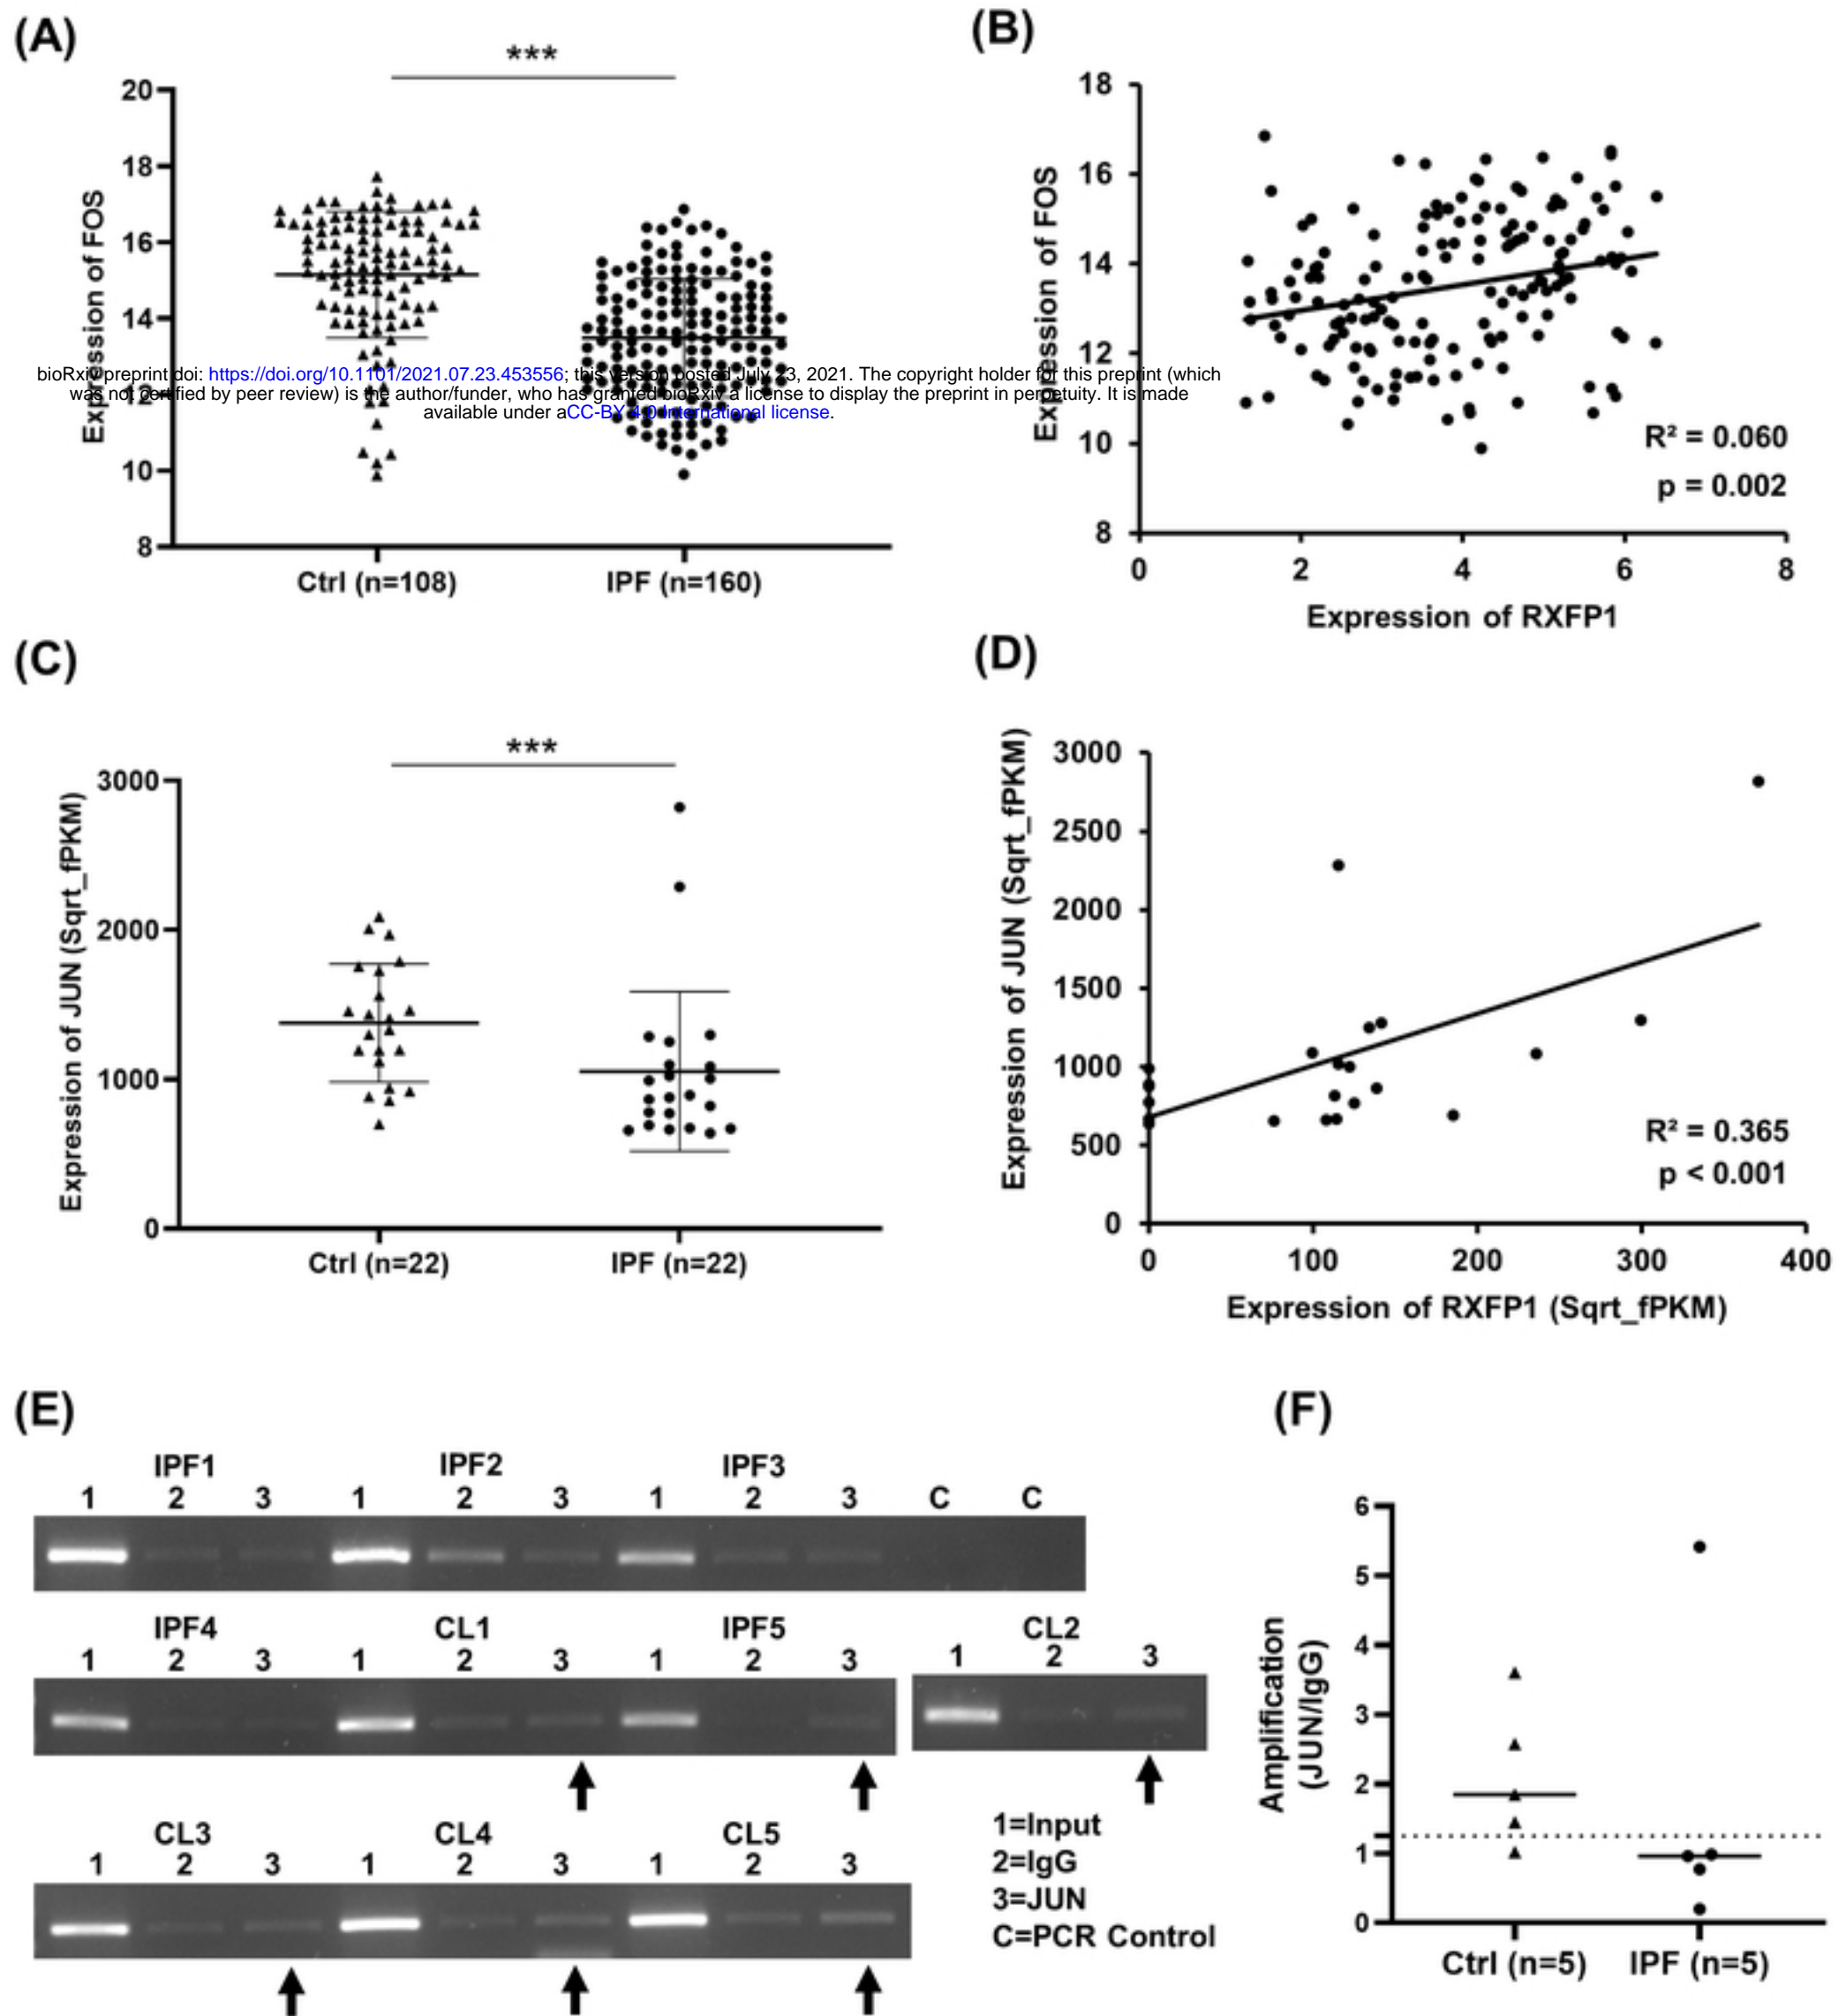 (A)
***
20
18
16
14
12
10
8
Expression of FOS
Ctrl (n=108)
IPF (n=160)
(B)
18
16
14
12
10
8
Expression of FOS
R² = 0.060
p = 0.002
0
2
4
6
8
Expression of RXFP1
bioRxiv preprint doi: https://doi.org/10.1101/2021.07.23.453556; this version posted July 23, 2021. The copyright holder for this preprint (which
was not certified by peer review) is the author/funder, who has granted bioRxiv a license to display the preprint in perpetuity. It is made
available under aCC-BY 4.0 International license.
(C)
***
3000
2000
1000
0
Expression of JUN (Sqrt_fPKM)
Ctrl (n=22)
IPF (n=22)
(D)
3000
2500
2000
1500
1000
500
0
Expression of JUN (Sqrt_fPKM)
R² = 0.365
p < 0.001
0
100
200
300
400
Expression of RXFP1 (Sqrt_fPKM)
(E)
IPF1 IPF2 IPF3
1 2 3 1 2 3 1 2 3 C C
IPF4 CL1 IPF5 CL2
1 2 3 1 2 3 1 2 3 1 2 3
CL3 CL4 CL5
1 2 3 1 2 3 1 2 3
1=Input
2=IgG
3=JUN
C=PCR Control
(F)
6
5
4
3
2
1
0
Amplification
(JUN/IgG)
Ctrl (n=5)
IPF (n=5)